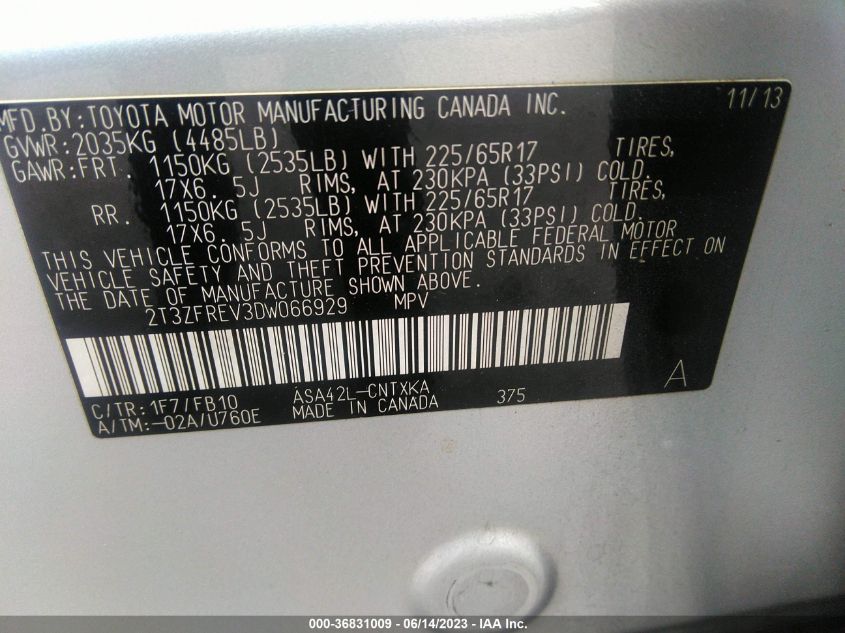 MFD. BY: TOYOTA MOTOR MANUFACTURING CANADA INC. 11/13
GVWR: 2035KG (4485LB)
GAWR: FRT. 1150KG (2535LB) WITH 225/65R17 TIRES,
17X6. 5J RIMS, AT 230KPA (33PSI) COLD.
RR. 1150KG (2535LB) WITH 225/65R17 TIRES,
17X6. 5J RIMS, AT 230KPA (33PSI) COLD.
THIS VEHICLE CONFORMS TO ALL APPLICABLE FEDERAL MOTOR
VEHICLE SAFETY AND THEFT PREVENTION STANDARDS IN EFFECT ON
THE DATE OF MANUFACTURE SHOWN ABOVE.
2T3ZFREV3DW066929 MPV
C/TR: 1F7/FB10 ASA42L-CNTXKA 375 A
A/TM:-02A/U760E MADE IN CANADA
000-36831009 - 06/14/2023 - IAA Inc.